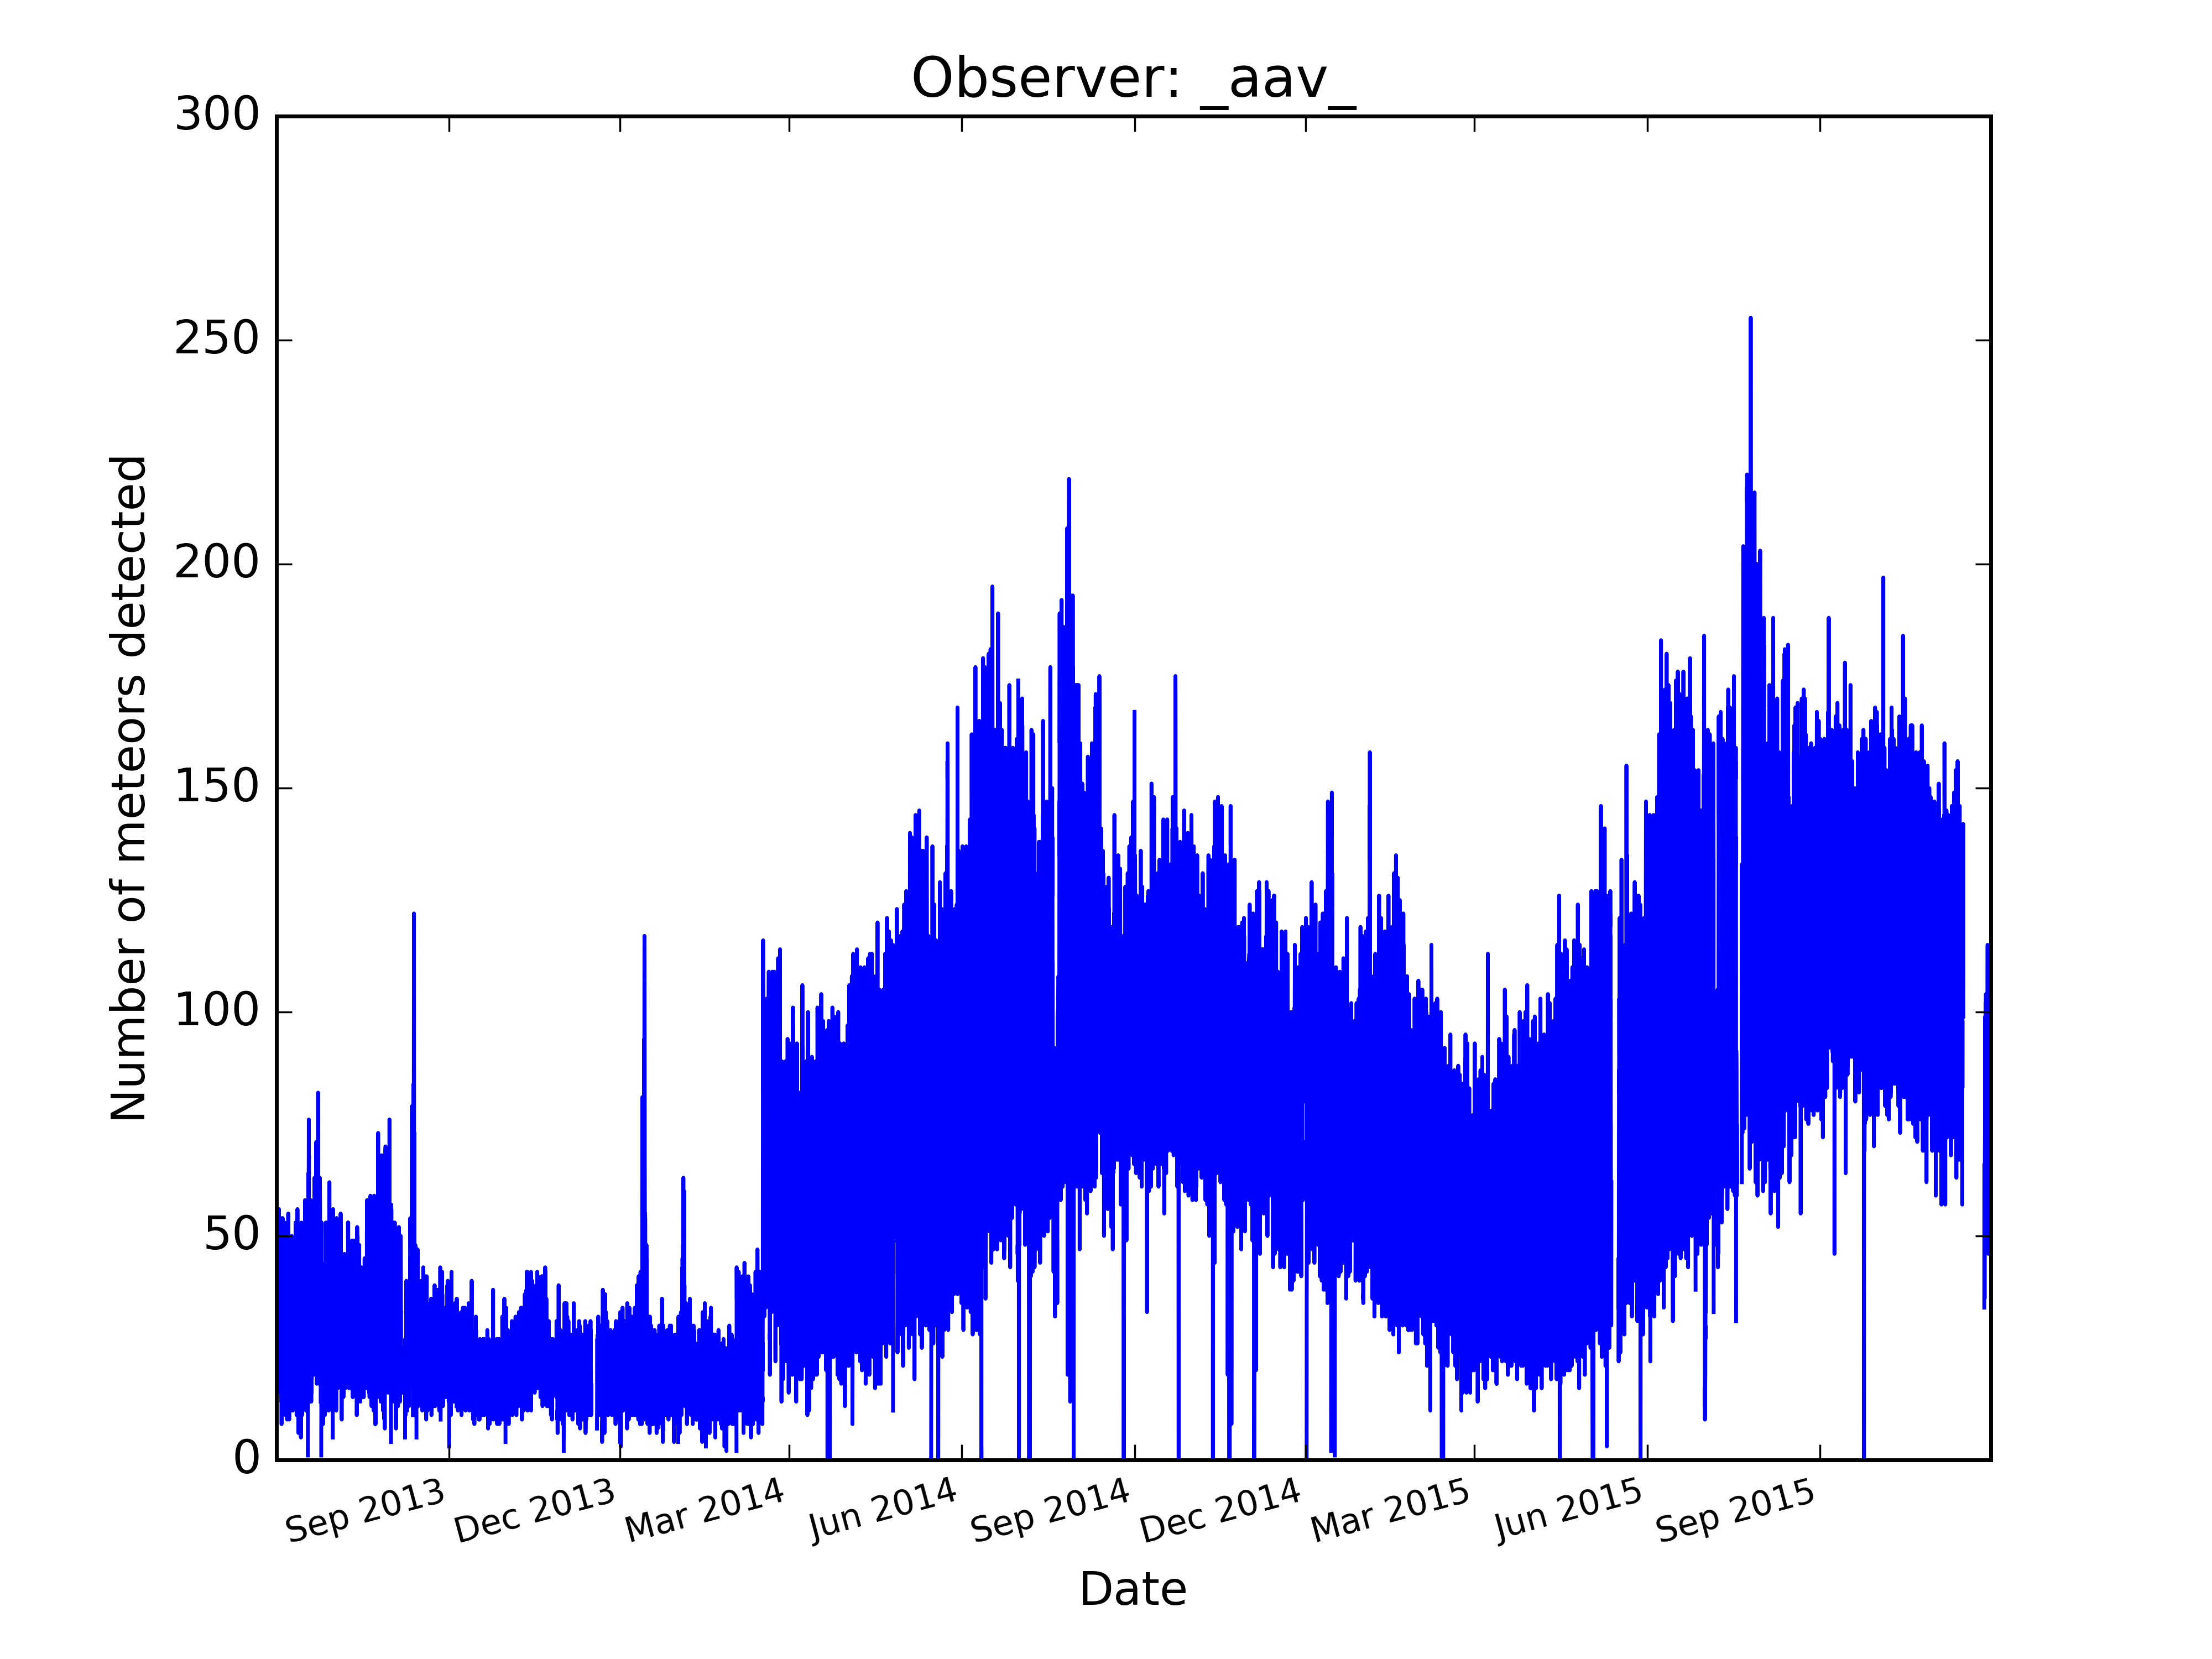 Observer: _aav_
300
250
200
150
100
50
0
Number of meteors detected
Sep 2013
Dec 2013
Mar 2014
Jun 2014
Sep 2014
Dec 2014
Mar 2015
Jun 2015
Sep 2015
Date